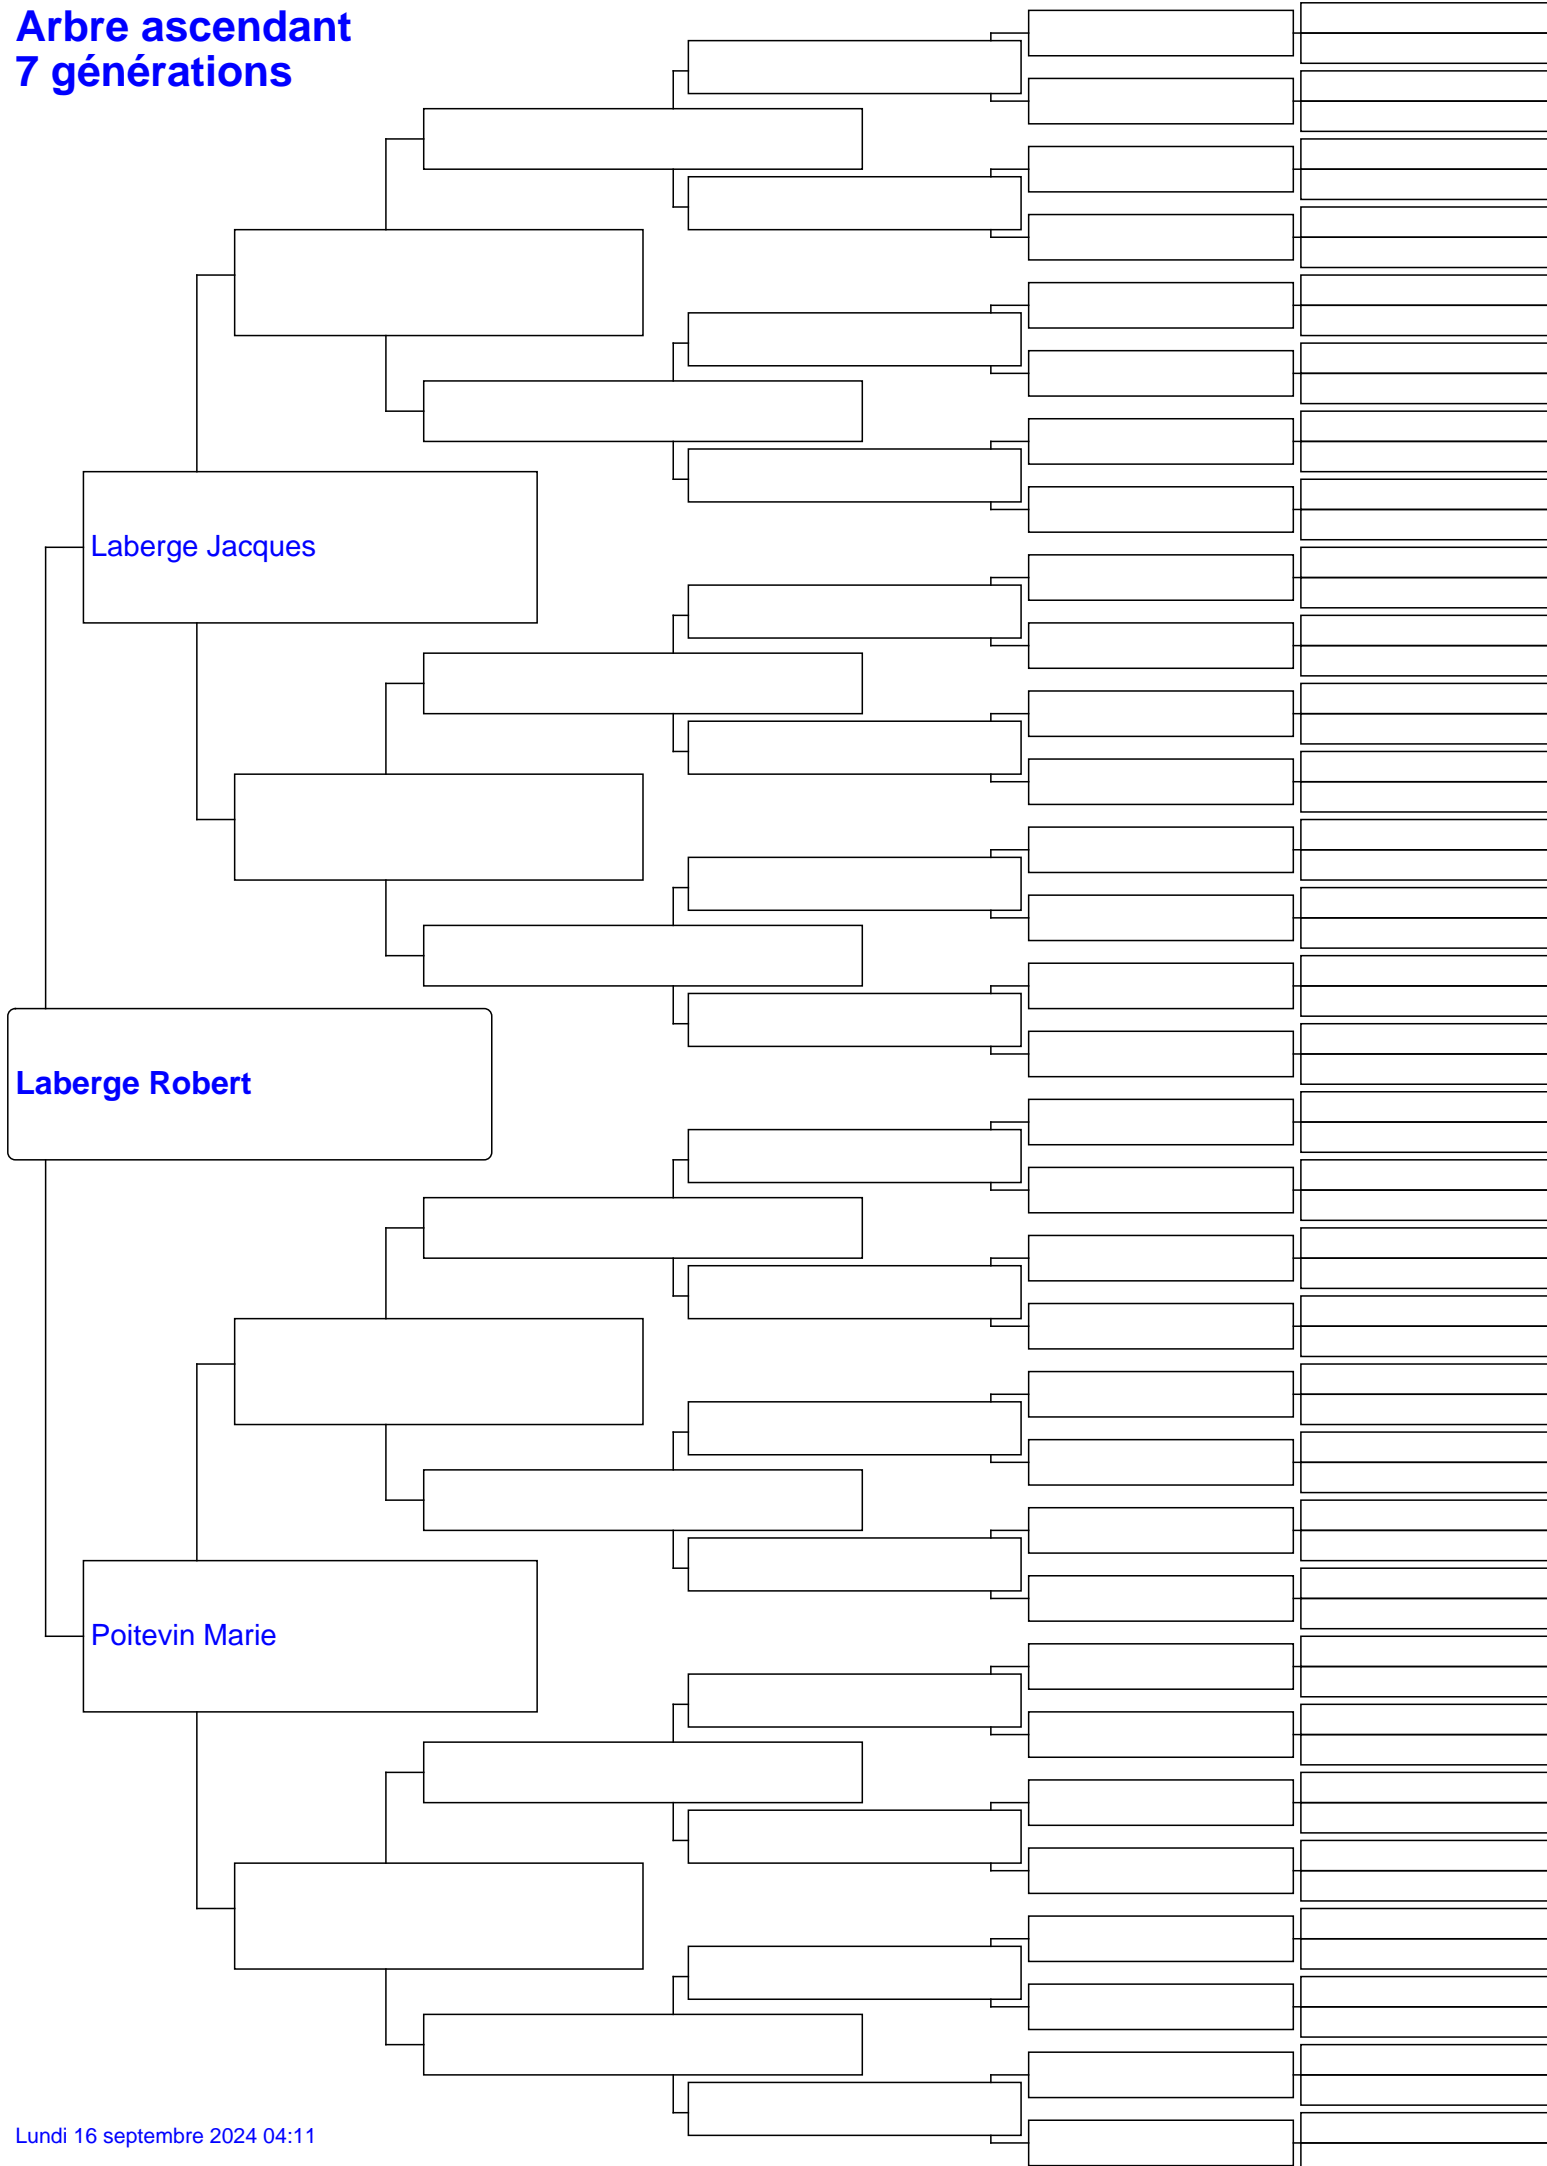 Arbre ascendant
7 générations
Laberge Jacques
Laberge Robert
Poitevin Marie
Lundi 16 septembre 2024 04:11